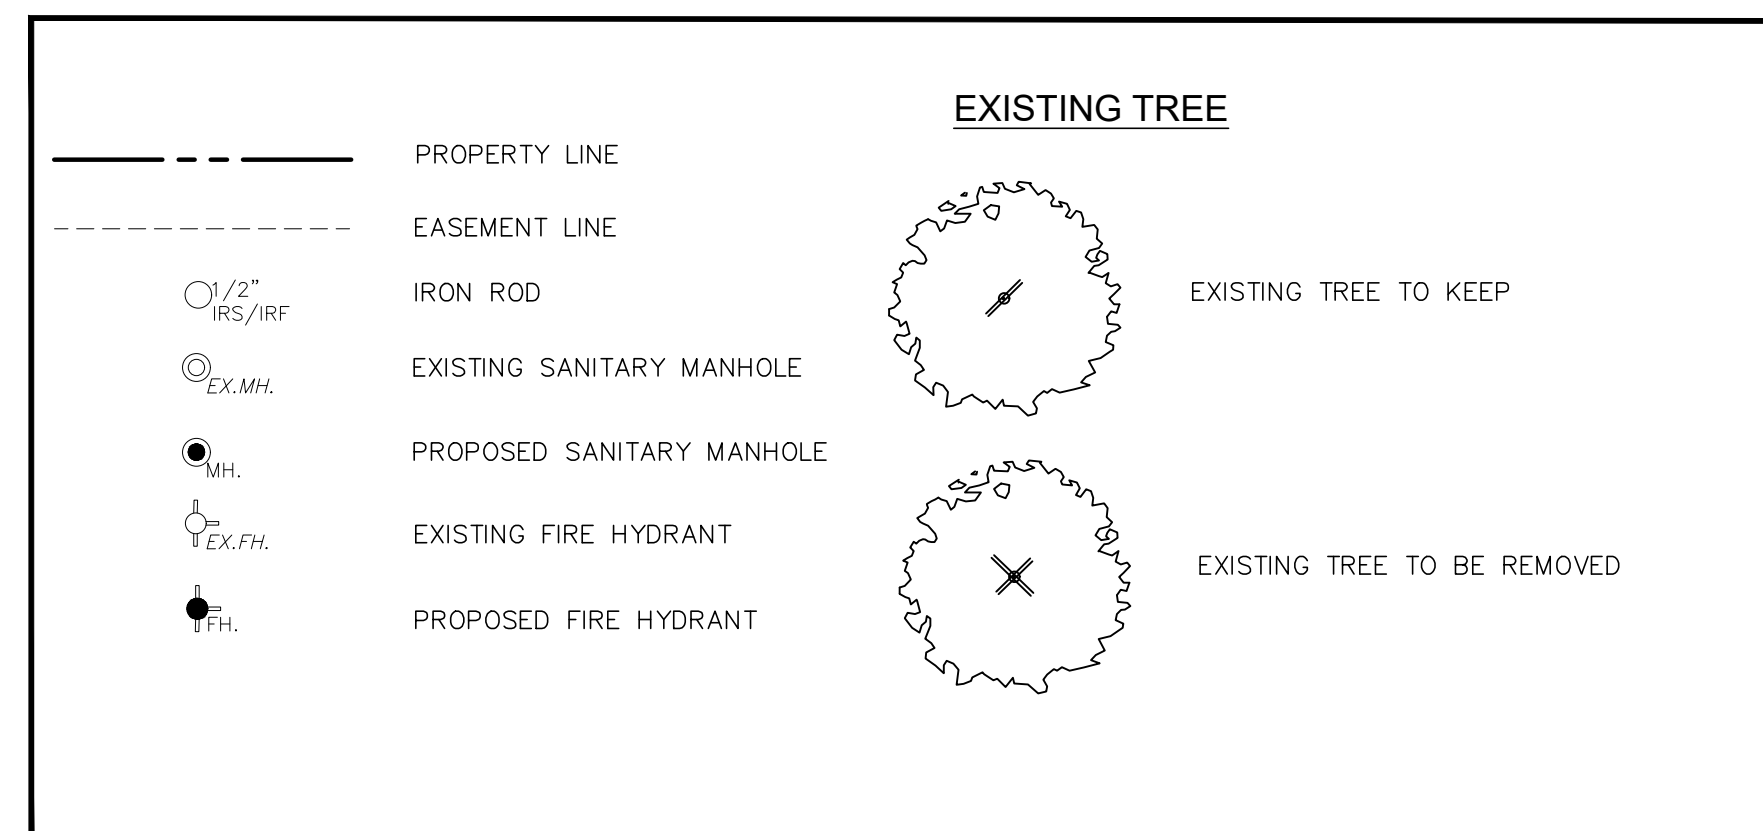 EXISTING TREE
PROPERTY LINE
EASEMENT LINE
1/2"
IRS/IRF
IRON ROD
EX.MH.
EXISTING SANITARY MANHOLE
MH.
PROPOSED SANITARY MANHOLE
EX.FH.
EXISTING FIRE HYDRANT
FH.
PROPOSED FIRE HYDRANT
EXISTING TREE TO KEEP
EXISTING TREE TO BE REMOVED